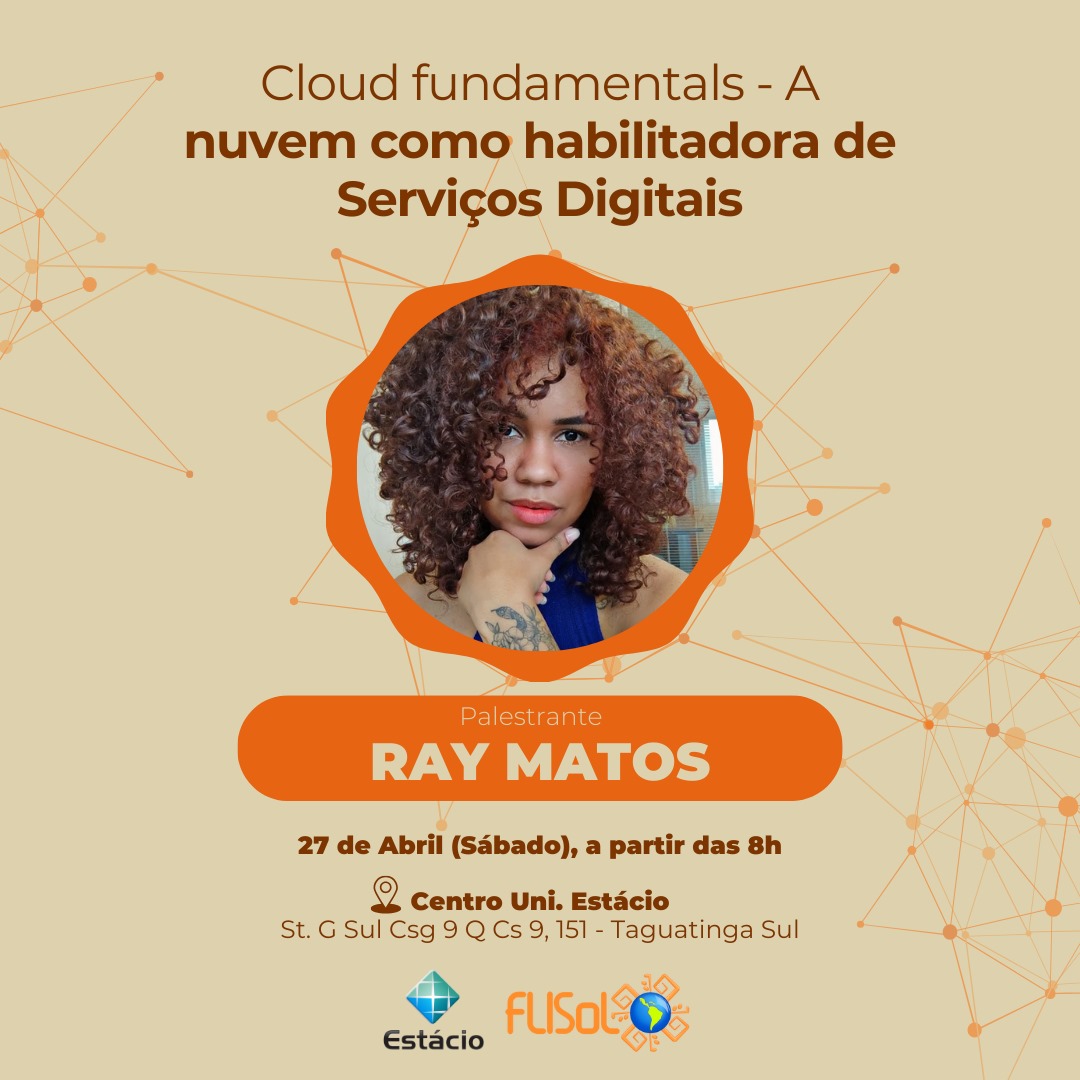 Cloud fundamentals - A
nuvem como habilitadora de
Serviços Digitais
Palestrante
RAY MATOS
27 de Abril (Sábado), a partir das 8h
Centro Uni. Estácio
St. G Sul Csg 9 Q Cs 9, 151 - Taguatinga Sul
Estácio
FLISoL